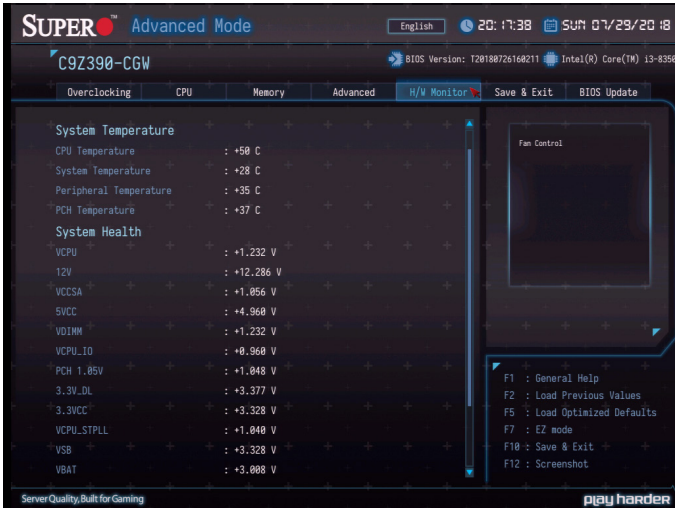 SUPER™ Advanced Mode
English
20:17:38
SUN 07/29/2018
C9Z390-CGW
BIOS Version: T20180726160211
Intel(R) Core(TM) i3-835
Overclocking CPU Memory Advanced H/W Monitor Save & Exit BIOS Update
System Temperature
CPU Temperature : +50 C
System Temperature : +28 C
Peripheral Temperature : +35 C
PCH Temperature : +37 C
System Health
VCPU : +1.232 V
12V : +12.286 V
VCCSA : +1.056 V
5VCC : +4.960 V
VDIMM : +1.232 V
VCPU_IO : +0.960 V
PCH 1.05V : +1.048 V
3.3V_DL : +3.377 V
3.3VCC : +3.328 V
VCPU_STPLL : +1.040 V
VSB : +3.328 V
VBAT : +3.008 V
Fan Control
F1 : General Help
F2 : Load Previous Values
F5 : Load Optimized Defaults
F7 : EZ mode
F10 : Save & Exit
F12 : Screenshot
Server Quality, Built for Gaming
play harder